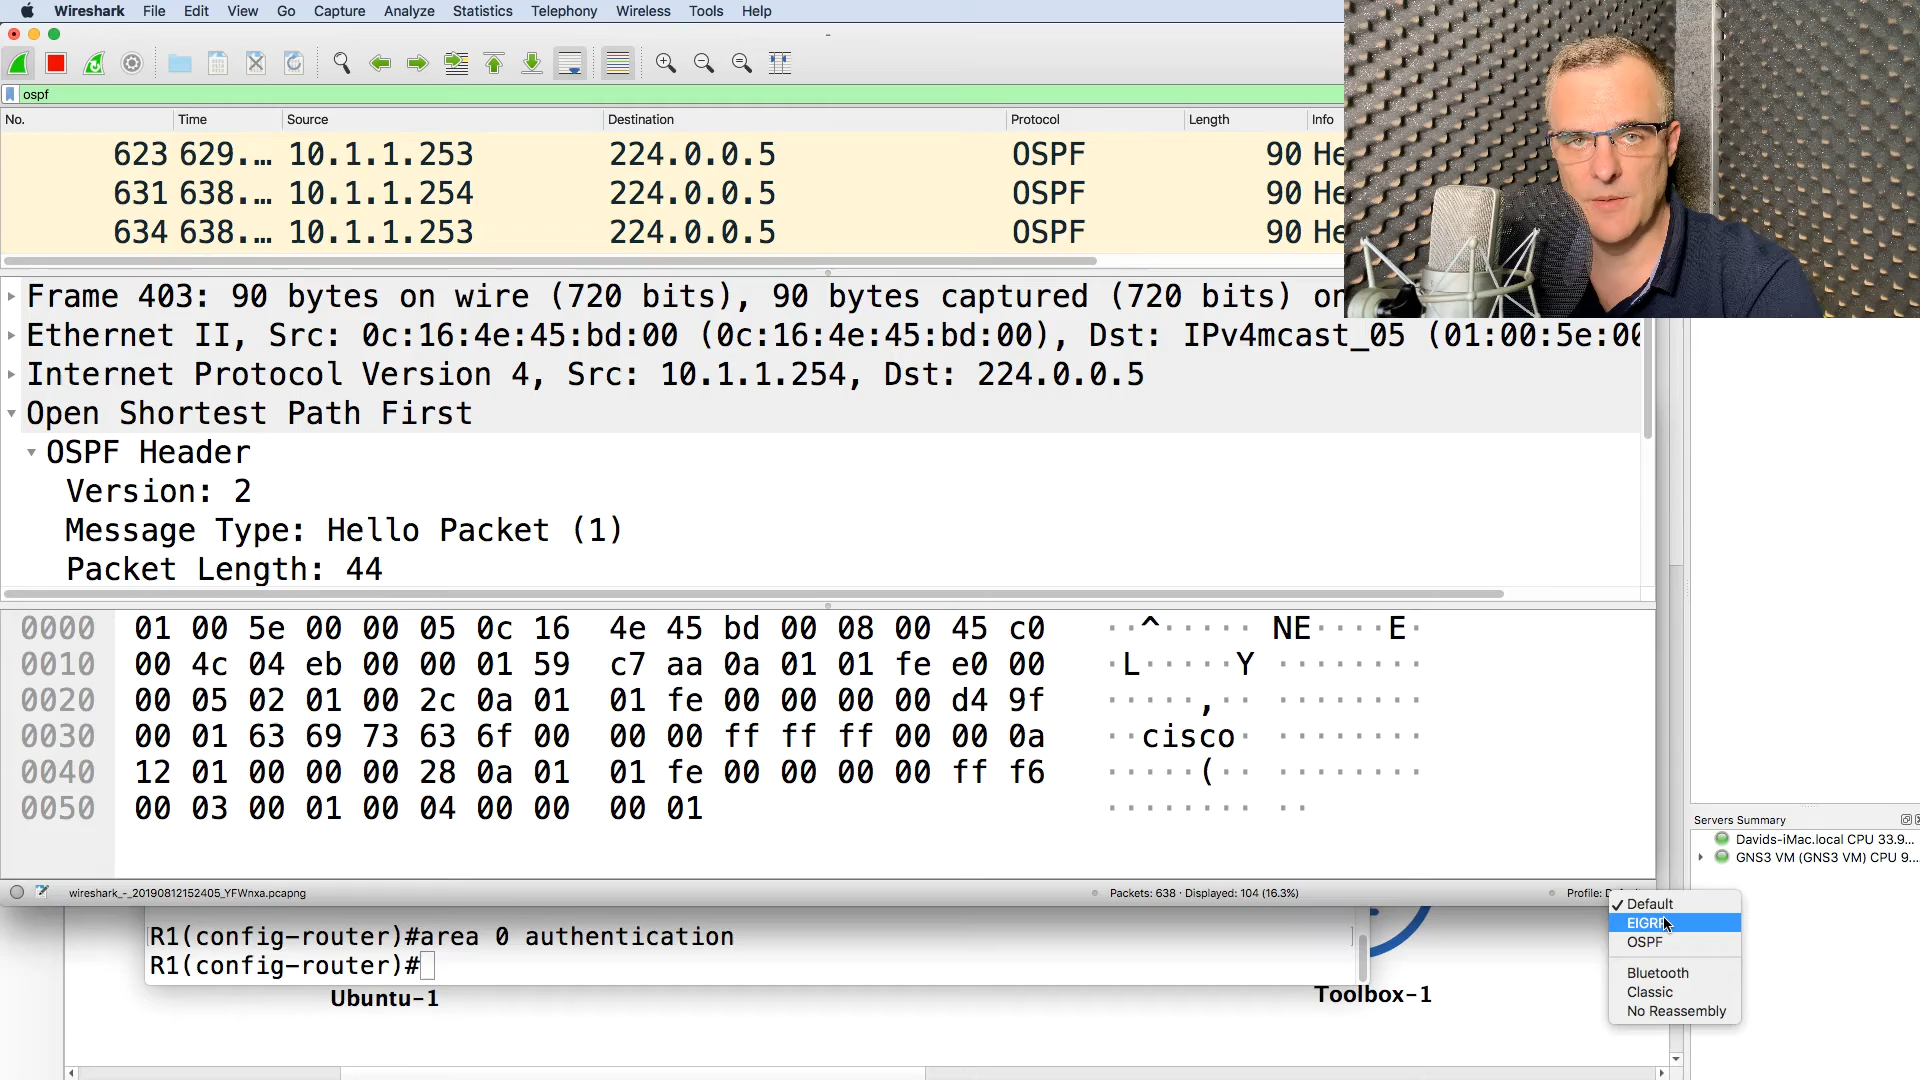 Wireshark File Edit View Go Capture Analyze Statistics Telephony Wireless Tools Help
ospf
No. Time Source Destination Protocol Length Info
623 629.… 10.1.1.253 224.0.0.5 OSPF 90 He
631 638.… 10.1.1.254 224.0.0.5 OSPF 90 He
634 638.… 10.1.1.253 224.0.0.5 OSPF 90 He
Frame 403: 90 bytes on wire (720 bits), 90 bytes captured (720 bits) on
Ethernet II, Src: 0c:16:4e:45:bd:00 (0c:16:4e:45:bd:00), Dst: IPv4mcast_05 (01:00:5e:00
Internet Protocol Version 4, Src: 10.1.1.254, Dst: 224.0.0.5
Open Shortest Path First
OSPF Header
Version: 2
Message Type: Hello Packet (1)
Packet Length: 44
0000 01 00 5e 00 00 05 0c 16 4e 45 bd 00 08 00 45 c0 ··^····· NE····E·
0010 00 4c 04 eb 00 00 01 59 c7 aa 0a 01 01 fe e0 00 ·L·····Y ········
0020 00 05 02 01 00 2c 0a 01 01 fe 00 00 00 00 d4 9f ·····,·· ········
0030 00 01 63 69 73 63 6f 00 00 00 ff ff ff 00 00 0a ··cisco· ········
0040 12 01 00 00 00 28 0a 01 01 fe 00 00 00 00 ff f6 ·····(·· ········
0050 00 03 00 01 00 04 00 00 00 01 ········ ··
Servers Summary
Davids-iMac.local CPU 33.9...
GNS3 VM (GNS3 VM) CPU 9....
wireshark_-_20190812152405_YFWnxa.pcapng Packets: 638 · Displayed: 104 (16.3%) Profile:
Default
EIGRP
OSPF
Bluetooth
Classic
No Reassembly
R1(config-router)#area 0 authentication
R1(config-router)#
Ubuntu-1 Toolbox-1